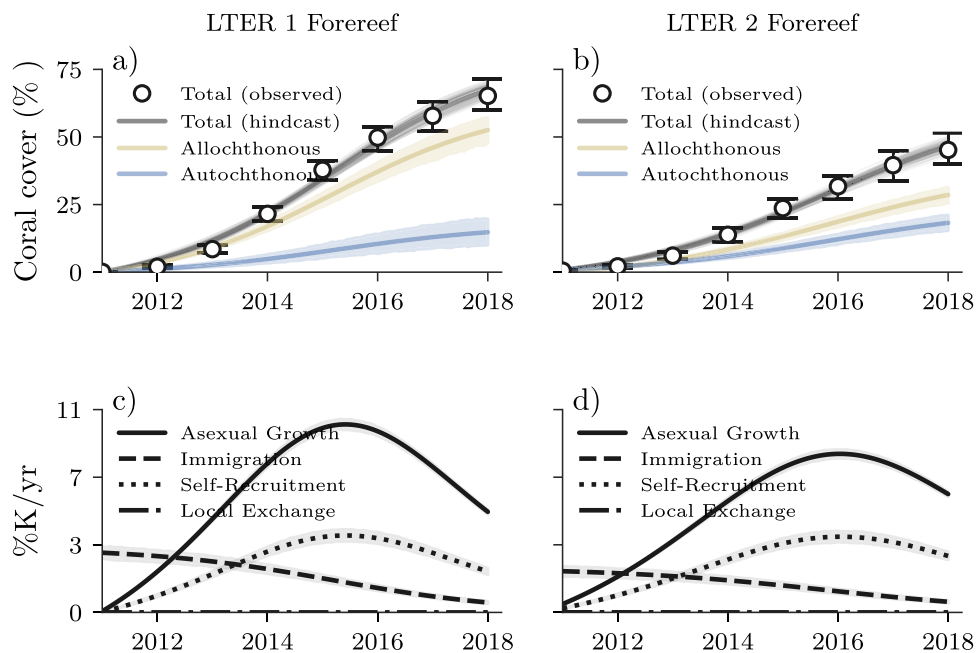 LTER 1 Forereef
LTER 2 Forereef
a)
b)
75
50
25
0
Coral cover (%)
Total (observed)
Total (hindcast)
Allochthonous
Autochthonous
Total (observed)
Total (hindcast)
Allochthonous
Autochthonous
2012 2014 2016 2018
2012 2014 2016 2018
c)
d)
11
7
3
0
%K/yr
Asexual Growth
Immigration
Self-Recruitment
Local Exchange
Asexual Growth
Immigration
Self-Recruitment
Local Exchange
2012 2014 2016 2018
2012 2014 2016 2018